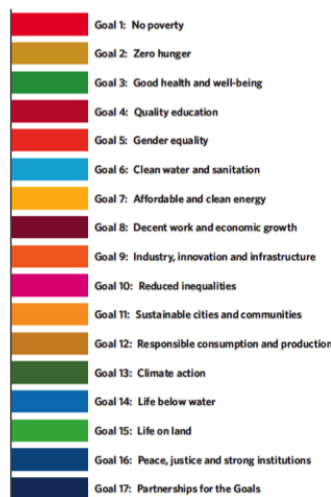 Goal 1: No poverty
Goal 2: Zero hunger
Goal 3: Good health and well-being
Goal 4: Quality education
Goal 5: Gender equality
Goal 6: Clean water and sanitation
Goal 7: Affordable and clean energy
Goal 8: Decent work and economic growth
Goal 9: Industry, innovation and infrastructure
Goal 10: Reduced inequalities
Goal 11: Sustainable cities and communities
Goal 12: Responsible consumption and production
Goal 13: Climate action
Goal 14: Life below water
Goal 15: Life on land
Goal 16: Peace, justice and strong institutions
Goal 17: Partnerships for the Goals